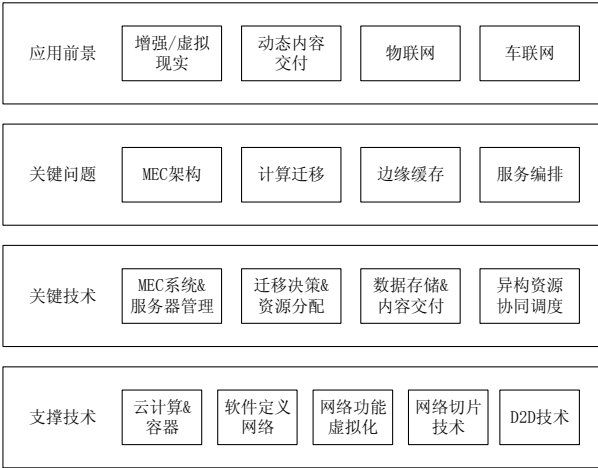 应用前景
增强/虚拟
现实
动态内容
交付
物联网
车联网
关键问题
MEC架构
计算迁移
边缘缓存
服务编排
关键技术
MEC系统&
服务器管理
迁移决策&
资源分配
数据存储&
内容交付
异构资源
协同调度
支撑技术
云计算&
容器
软件定义
网络
网络功能
虚拟化
网络切片
技术
D2D技术